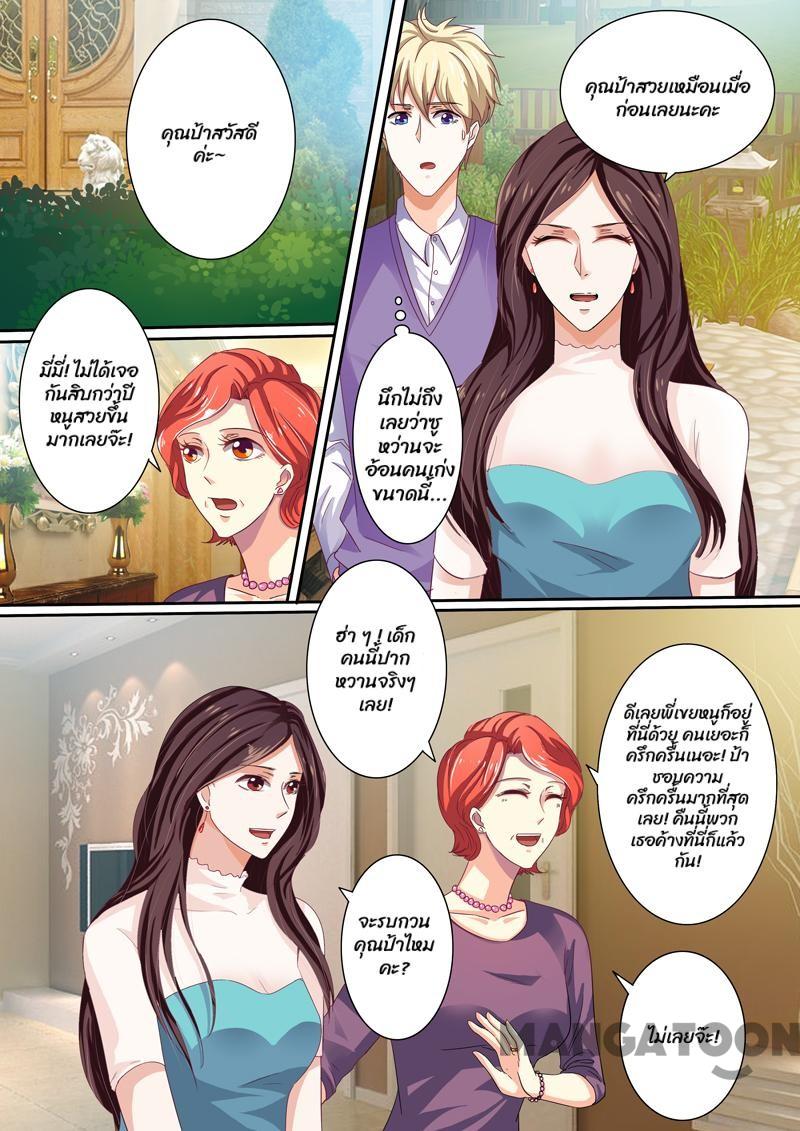 คุณป้าสวัสดี
ค่ะ~
คุณป้าสวยเหมือนเมื่อ
ก่อนเลยนะคะ
มี่มี่! ไม่ได้เจอ
กันสิบกว่าปี
หนูสวยขึ้น
มากเลยจ๊ะ!
นึกไม่ถึง
เลยว่าซู
หว่านจะ
อ้อนคนเก่ง
ขนาดนี้...
ฮ่า ๆ ! เด็ก
คนนี้ปาก
หวานจริงๆ
เลย!
ดีเลยพี่เขยหนูก็อยู่
ที่นี่ด้วย คนเยอะก็
ครึกครื้นเนอะ! ป้า
ชอบความ
ครึกครื้นมากที่สุด
เลย! คืนนี้พวก
เธอค้างที่นี่ก็แล้ว
กัน!
จะรบกวน
คุณป้าไหม
คะ?
ไม่เลยจ๊ะ!
MANGATOON